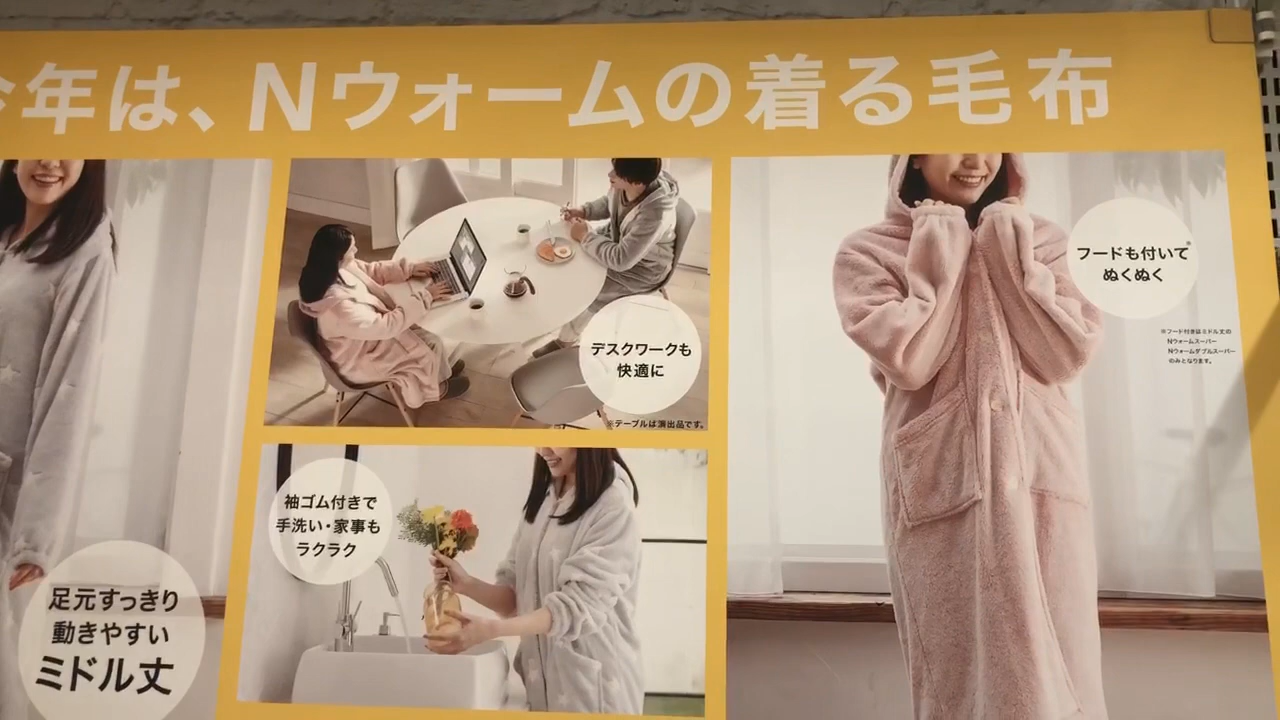 今年は、Nウォームの着る毛布
デスクワークも
快適に
※テーブルは演出品です。
フードも付いて※
ぬくぬく
※フード付きはミドル丈の
Nウォームスーパー
Nウォームダブルスーパー
のみとなります。
袖ゴム付きで
手洗い・家事も
ラクラク
足元すっきり
動きやすい
ミドル丈